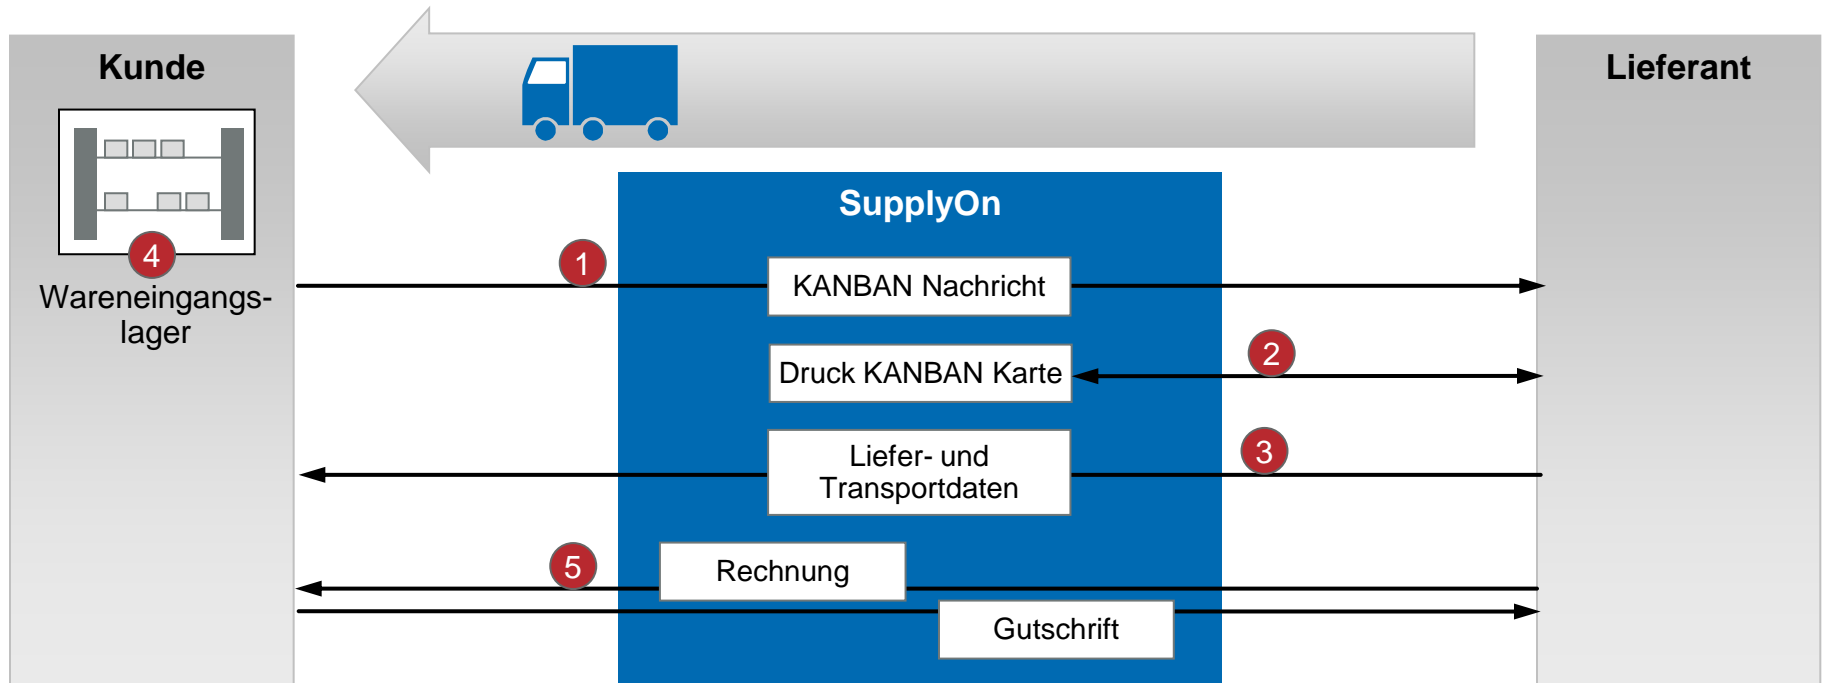 Kunde
Lieferant
SupplyOn
4
Wareneingangs-
lager
1
KANBAN Nachricht
2
Druck KANBAN Karte
3
Liefer- und
Transportdaten
5
Rechnung
Gutschrift